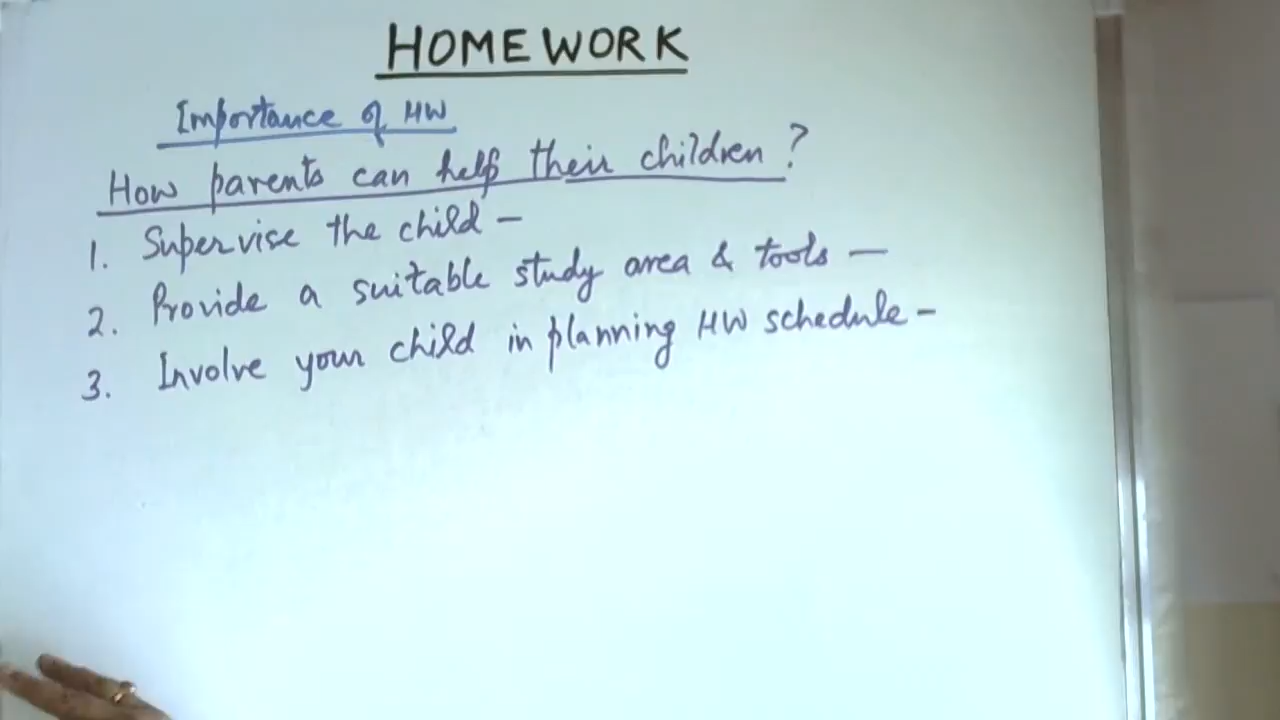 HOMEWORK
Importance of HW
How parents can help their children?
1. Supervise the child –
2. Provide a suitable study area & tools –
3. Involve your child in planning HW schedule –